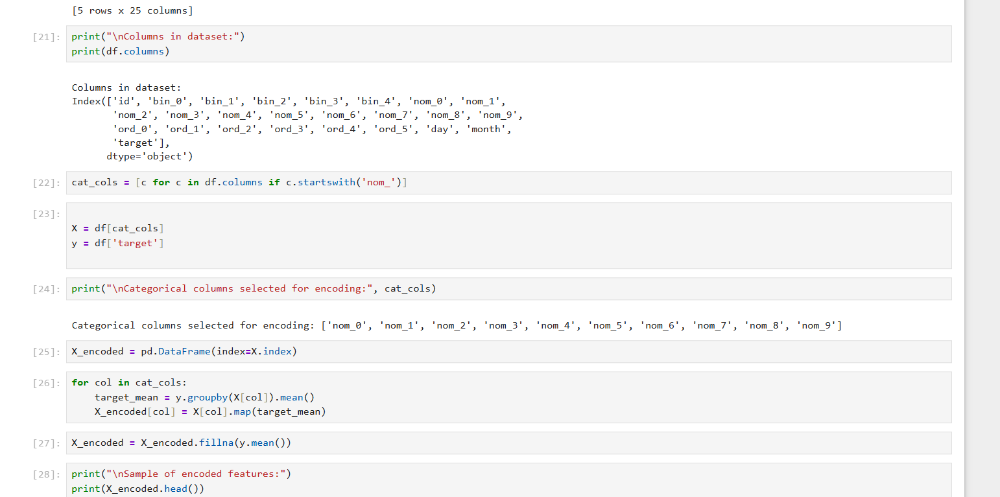 [5 rows x 25 columns]
[21]: print("\nColumns in dataset:")
print(df.columns)
Columns in dataset:
Index(['id', 'bin_0', 'bin_1', 'bin_2', 'bin_3', 'bin_4', 'nom_0', 'nom_1',
       'nom_2', 'nom_3', 'nom_4', 'nom_5', 'nom_6', 'nom_7', 'nom_8', 'nom_9',
       'ord_0', 'ord_1', 'ord_2', 'ord_3', 'ord_4', 'ord_5', 'day', 'month',
       'target'],
      dtype='object')
[22]: cat_cols = [c for c in df.columns if c.startswith('nom_')]
[23]:
X = df[cat_cols]
y = df['target']
[24]: print("\nCategorical columns selected for encoding:", cat_cols)
Categorical columns selected for encoding: ['nom_0', 'nom_1', 'nom_2', 'nom_3', 'nom_4', 'nom_5', 'nom_6', 'nom_7', 'nom_8', 'nom_9']
[25]: X_encoded = pd.DataFrame(index=X.index)
[26]: for col in cat_cols:
    target_mean = y.groupby(X[col]).mean()
    X_encoded[col] = X[col].map(target_mean)
[27]: X_encoded = X_encoded.fillna(y.mean())
[28]: print("\nSample of encoded features:")
print(X_encoded.head())